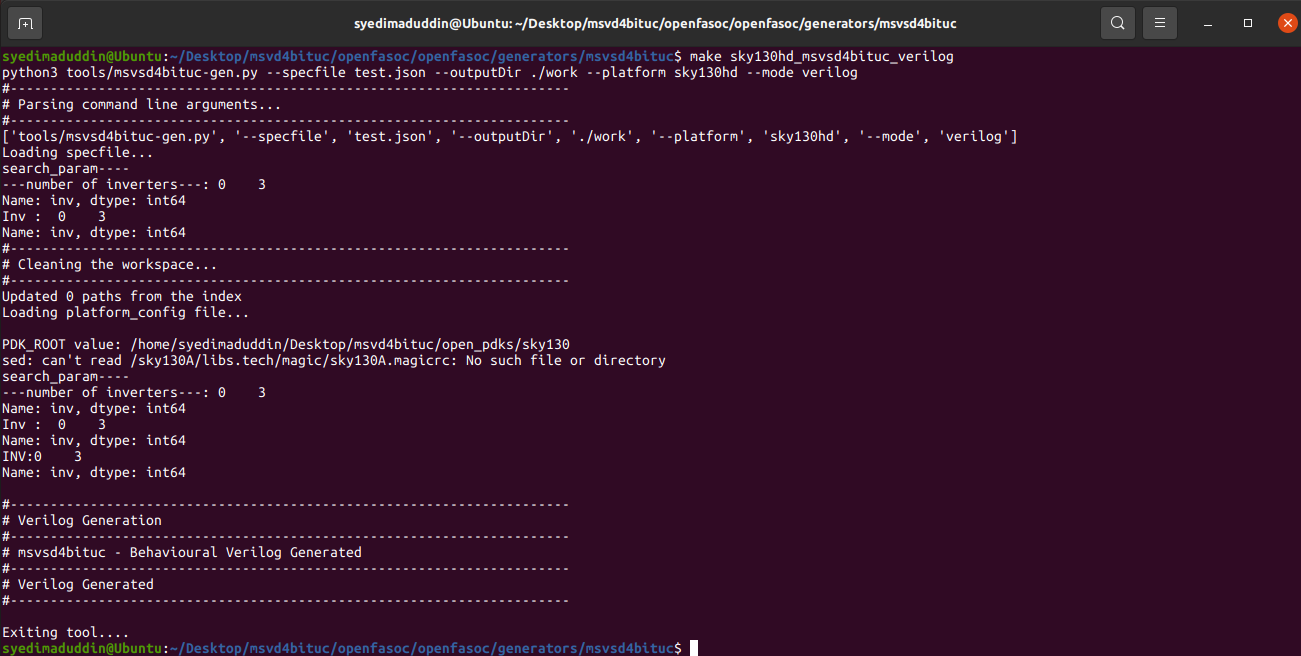 syedimaduddin@Ubuntu: ~/Desktop/msvd4bituc/openfasoc/openfasoc/generators/msvsd4bituc
syedimaduddin@Ubuntu:~/Desktop/msvd4bituc/openfasoc/openfasoc/generators/msvsd4bituc$ make sky130hd_msvsd4bituc_verilog
python3 tools/msvsd4bituc-gen.py --specfile test.json --outputDir ./work --platform sky130hd --mode verilog
#----------------------------------------------------------------------
# Parsing command line arguments...
#----------------------------------------------------------------------
['tools/msvsd4bituc-gen.py', '--specfile', 'test.json', '--outputDir', './work', '--platform', 'sky130hd', '--mode', 'verilog']
Loading specfile...
search_param----
---number of inverters---: 0    3
Name: inv, dtype: int64
Inv :  0    3
Name: inv, dtype: int64
#----------------------------------------------------------------------
# Cleaning the workspace...
#----------------------------------------------------------------------
Updated 0 paths from the index
Loading platform_config file...
PDK_ROOT value: /home/syedimaduddin/Desktop/msvd4bituc/open_pdks/sky130
sed: can't read /sky130A/libs.tech/magic/sky130A.magicrc: No such file or directory
search_param----
---number of inverters---: 0    3
Name: inv, dtype: int64
Inv :  0    3
Name: inv, dtype: int64
INV:0    3
Name: inv, dtype: int64
#----------------------------------------------------------------------
# Verilog Generation
#----------------------------------------------------------------------
# msvsd4bituc - Behavioural Verilog Generated
#----------------------------------------------------------------------
# Verilog Generated
#----------------------------------------------------------------------
Exiting tool....
syedimaduddin@Ubuntu:~/Desktop/msvd4bituc/openfasoc/openfasoc/generators/msvsd4bituc$